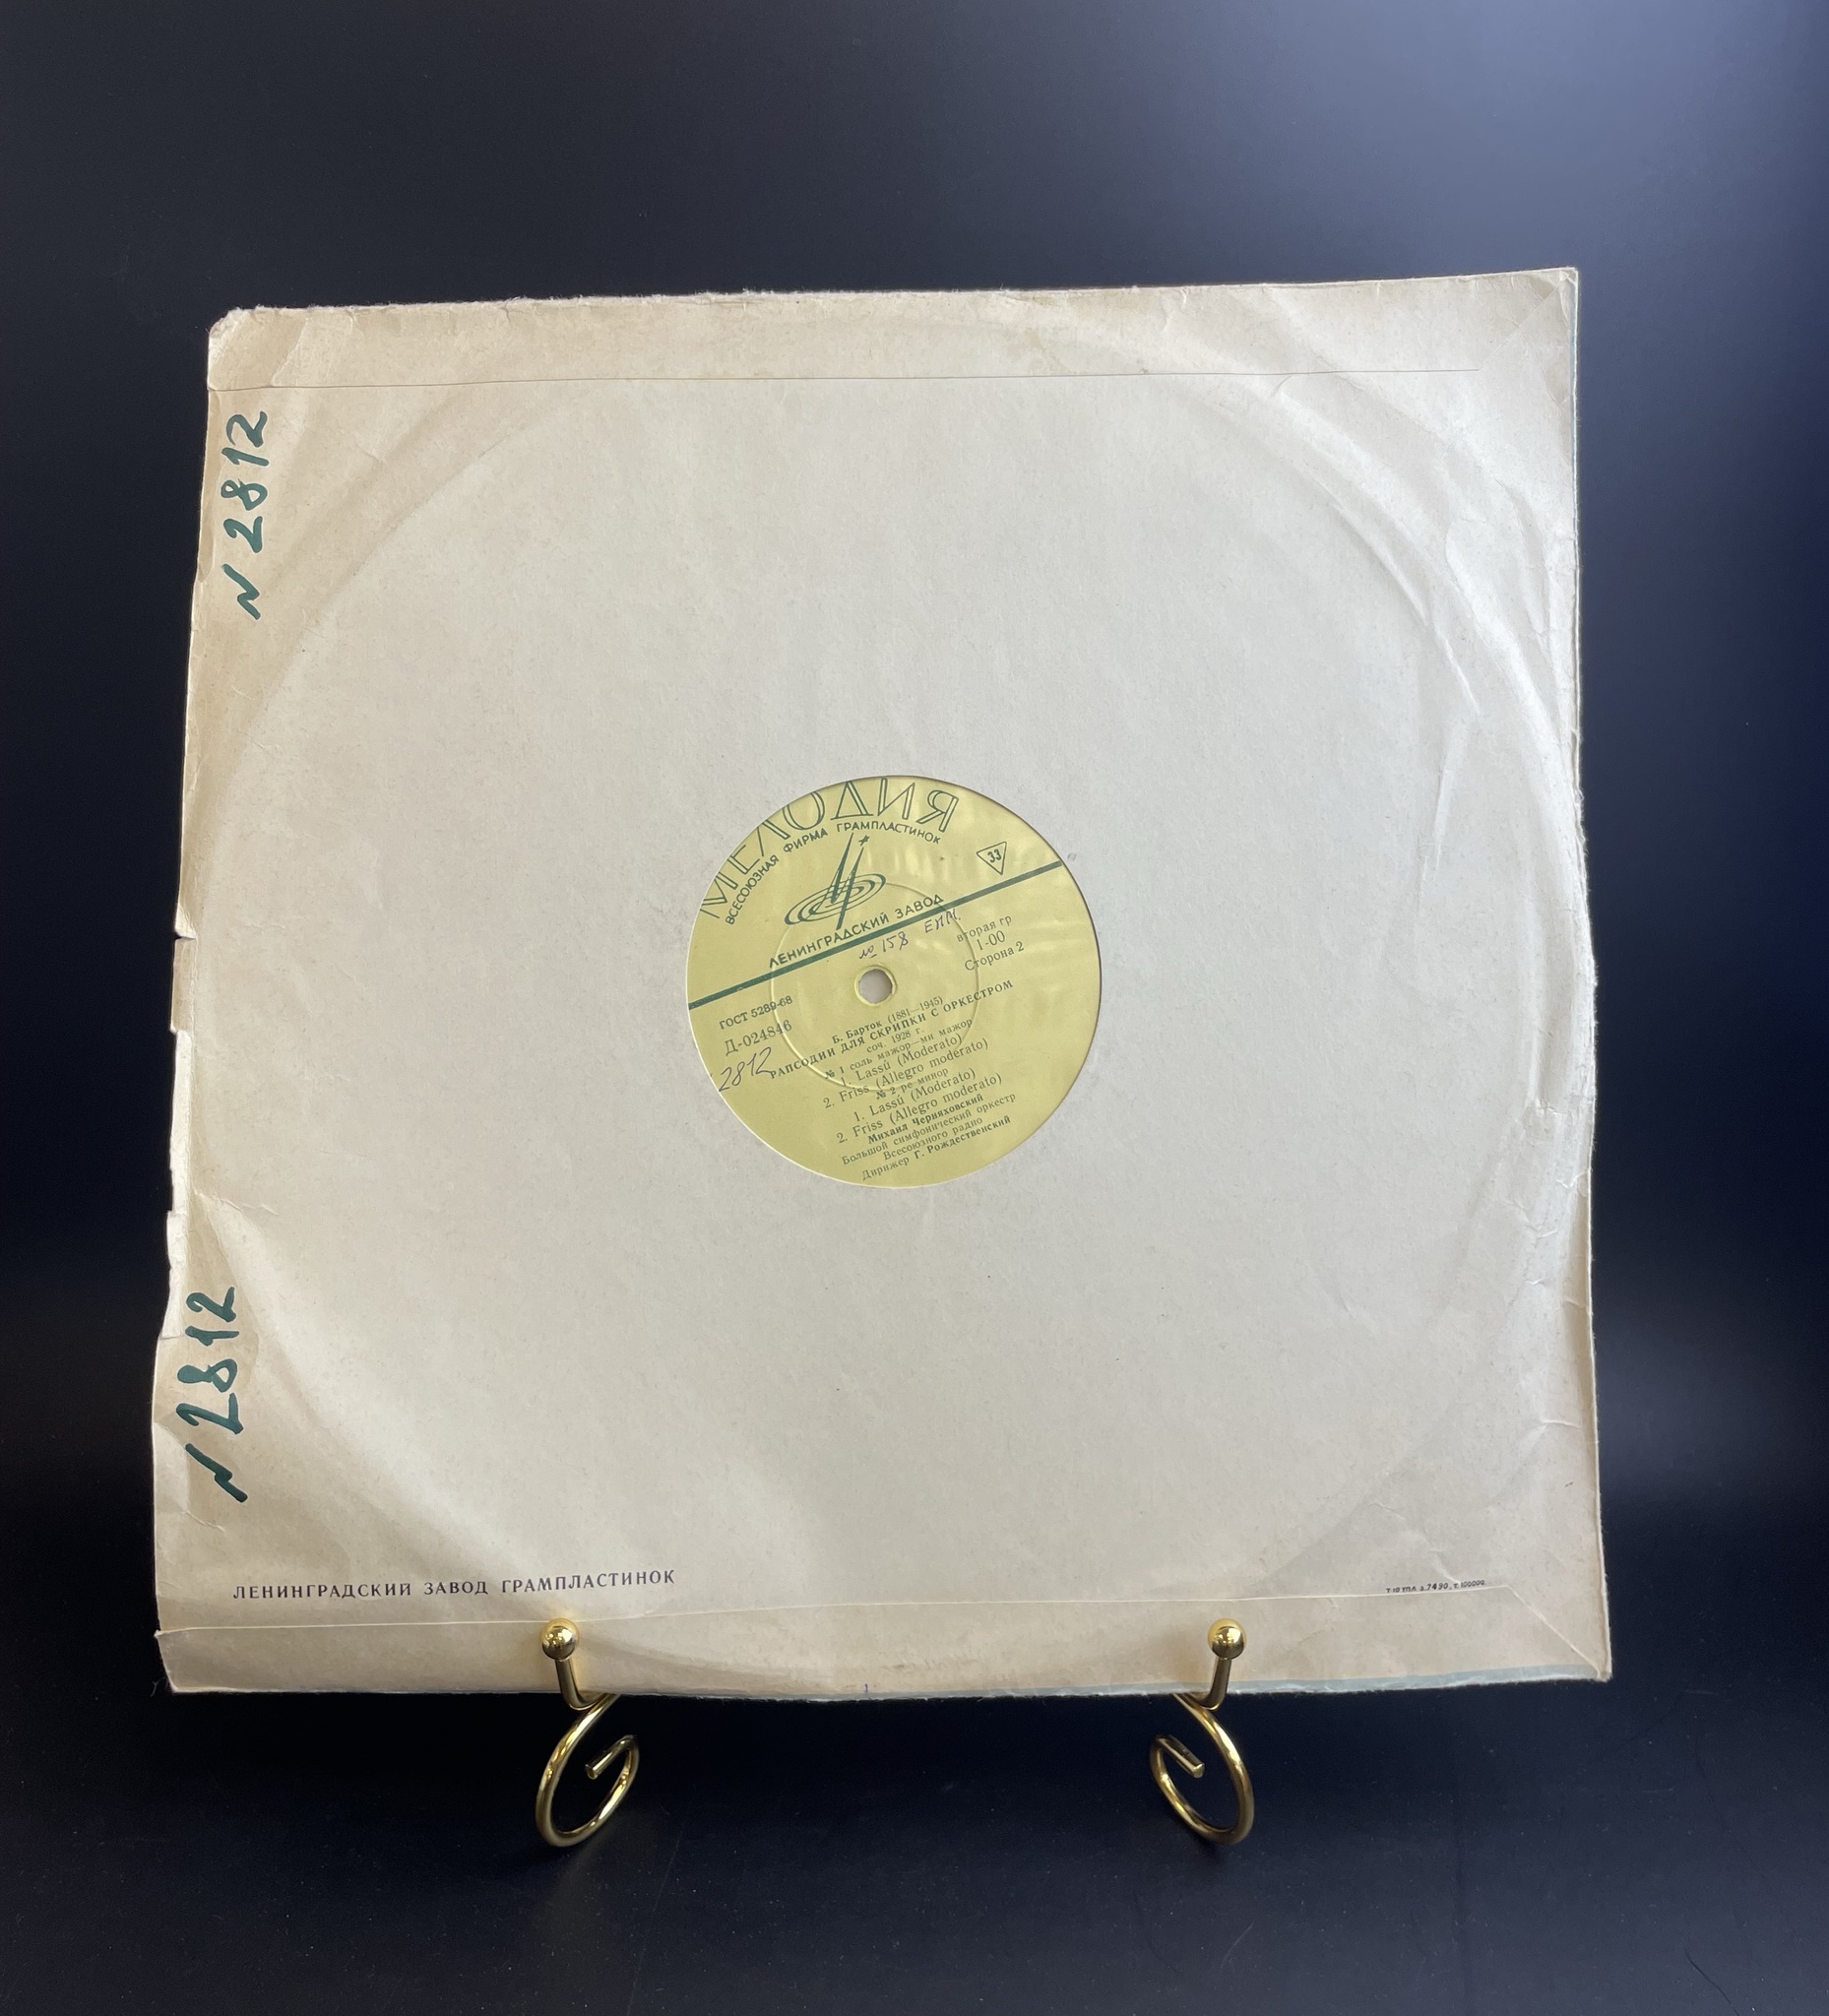 N 2812
N 2812
МЕЛОДИЯ
ВСЕСОЮЗНАЯ ФИРМА ГРАМПЛАСТИНОК
33
ЛЕНИНГРАДСКИЙ ЗАВОД
№ 158
вторая гр
1-00
Сторона 2
ГОСТ 5289-68
Д-024846
2812
Б. Барток (1881—1945)
РАПСОДИИ ДЛЯ СКРИПКИ С ОРКЕСТРОМ
соч. 1928 г.
№ 1 соль мажор—ми мажор
1. Lassú (Moderato)
2. Friss (Allegro moderato)
№ 2 ре минор
1. Lassú (Moderato)
2. Friss (Allegro moderato)
Михаил Черняховский
Большой симфонический оркестр
Всесоюзного радио
Дирижер Г. Рождественский
ЛЕНИНГРАДСКИЙ ЗАВОД ГРАМПЛАСТИНОК